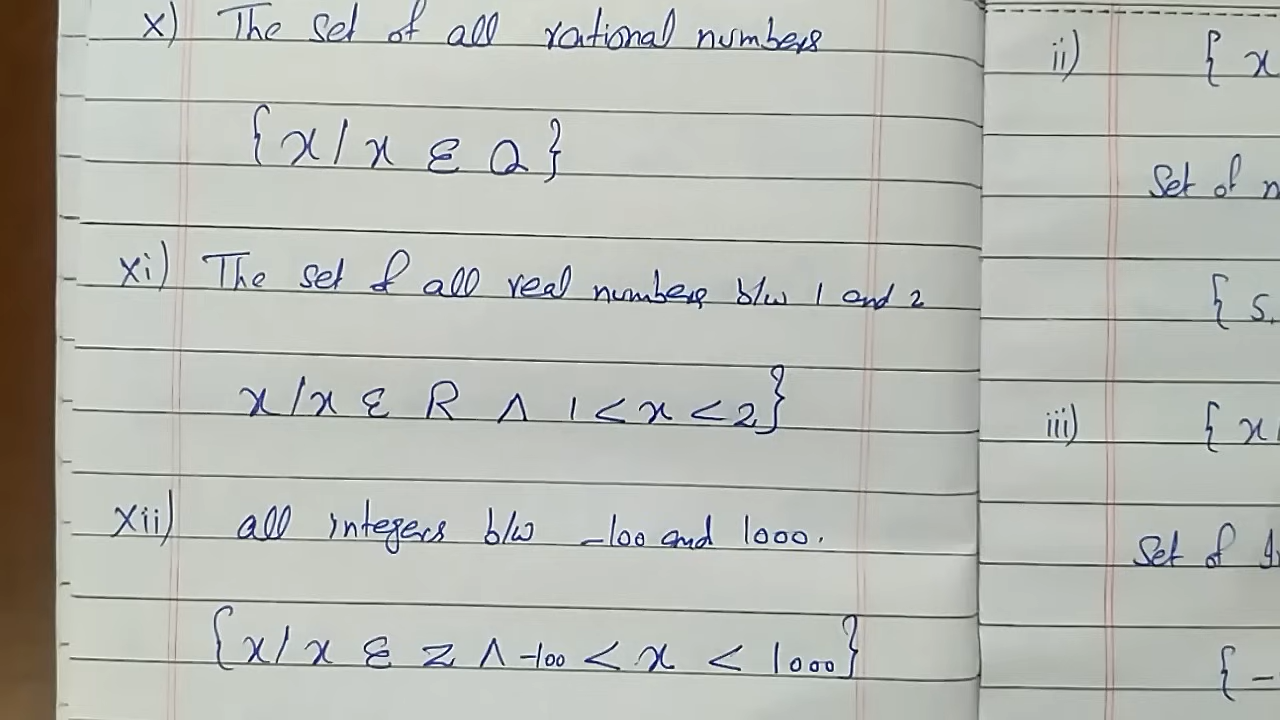 x) The set of all rational numbers
{x/x ε Q}
xi) The set of all real numbers b/w 1 and 2
x/x ε R ∧ 1 < x < 2}
xii) all integers b/w -100 and 1000.
{x/x ε Z ∧ -100 < x < 1000}
ii) { x
Set of n
{ 5,
iii) { x/
Set of
{ -